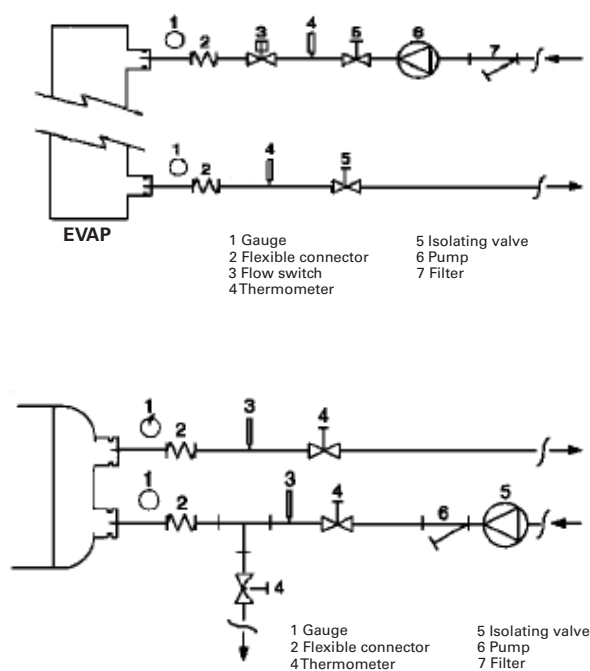 1
2
3
4
5
6
7
1
2
4
5
EVAP
1 Gauge
2 Flexible connector
3 Flow switch
4 Thermometer
5 Isolating valve
6 Pump
7 Filter
1
2
3
4
1
2
3
4
6
5
4
1 Gauge
2 Flexible connector
4 Thermometer
5 Isolating valve
6 Pump
7 Filter